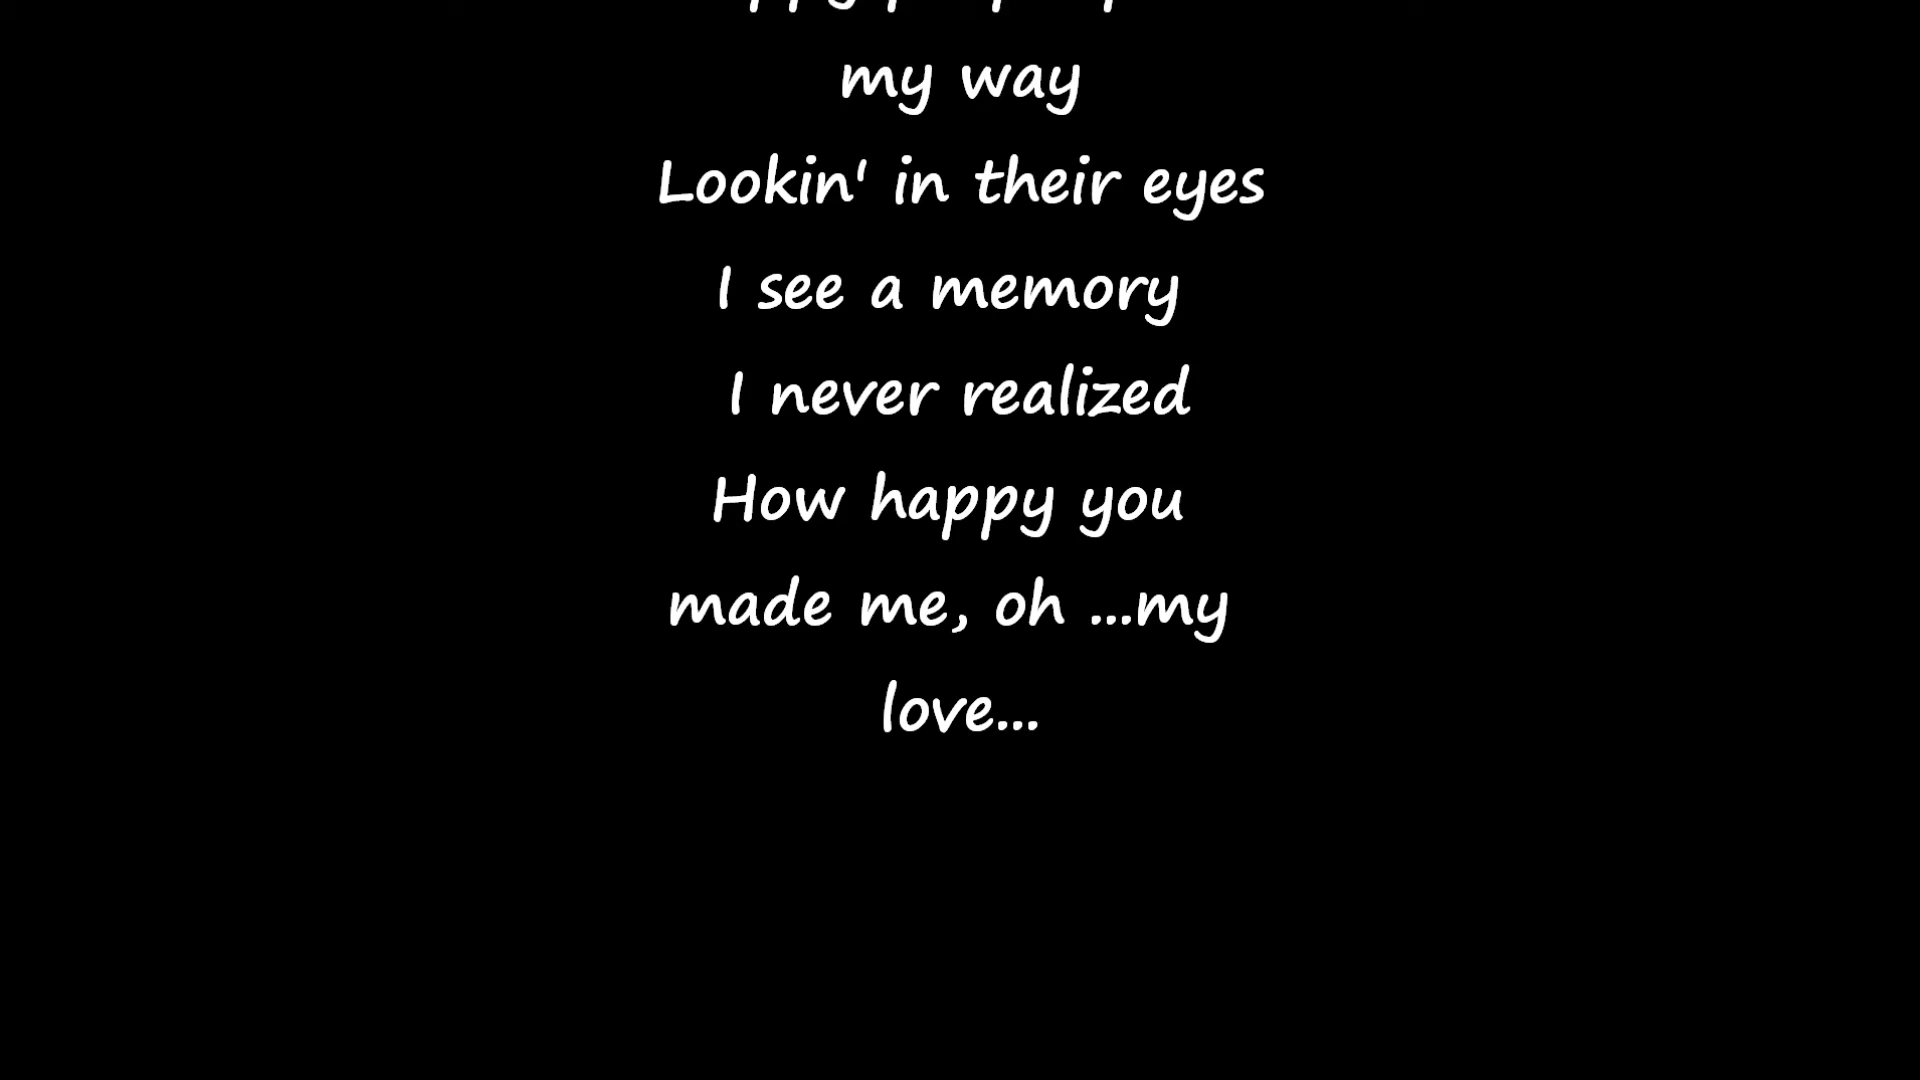 my way
Lookin' in their eyes
I see a memory
I never realized
How happy you
made me, oh ...my
love...